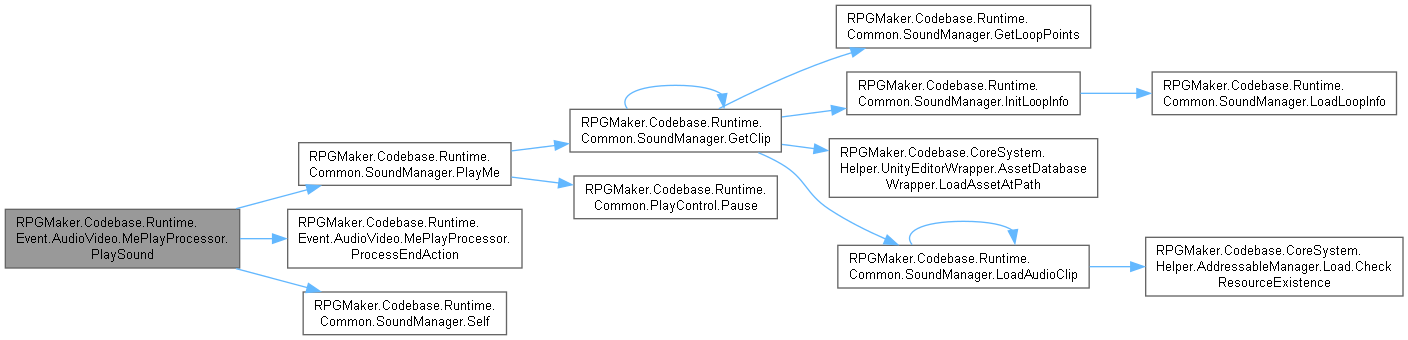 RPGMaker.Codebase.Runtime.
Event.AudioVideo.MePlayProcessor.
PlaySound
RPGMaker.Codebase.Runtime.
Common.SoundManager.PlayMe
RPGMaker.Codebase.Runtime.
Event.AudioVideo.MePlayProcessor.
ProcessEndAction
RPGMaker.Codebase.Runtime.
Common.SoundManager.Self
RPGMaker.Codebase.Runtime.
Common.SoundManager.GetClip
RPGMaker.Codebase.Runtime.
Common.PlayControl.Pause
RPGMaker.Codebase.Runtime.
Common.SoundManager.GetLoopPoints
RPGMaker.Codebase.Runtime.
Common.SoundManager.InitLoopInfo
RPGMaker.Codebase.CoreSystem.
Helper.UnityEditorWrapper.AssetDatabase
Wrapper.LoadAssetAtPath
RPGMaker.Codebase.Runtime.
Common.SoundManager.LoadAudioClip
RPGMaker.Codebase.Runtime.
Common.SoundManager.LoadLoopInfo
RPGMaker.Codebase.CoreSystem.
Helper.AddressableManager.Load.Check
ResourceExistence